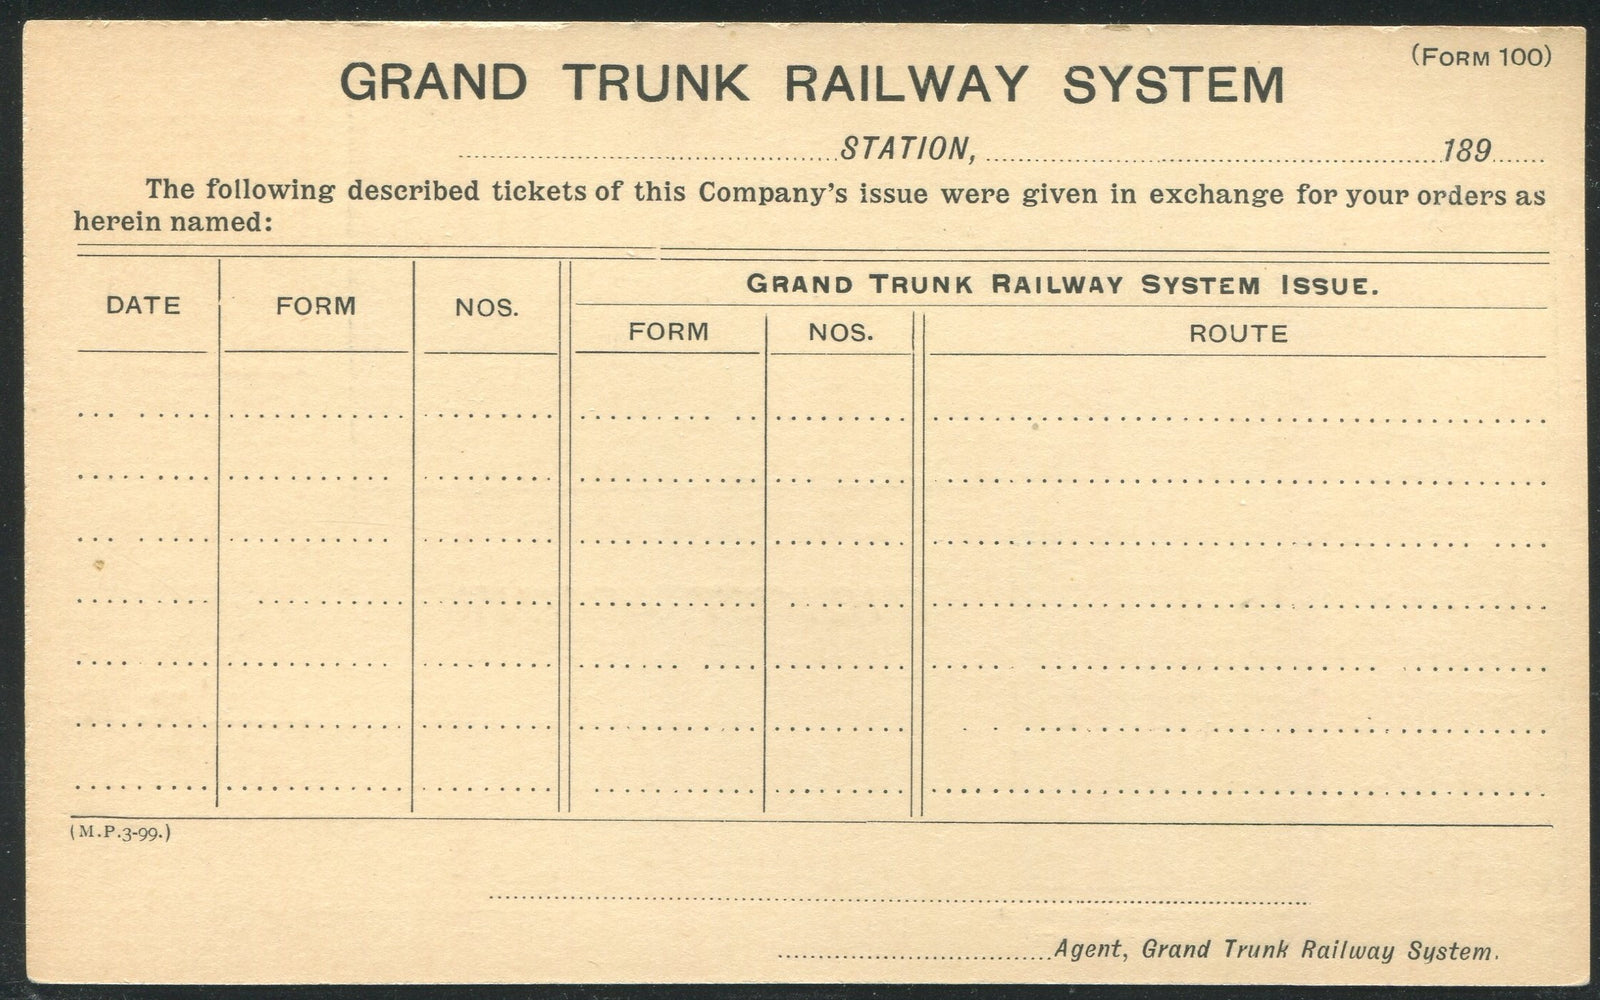 (FORM 100)
GRAND TRUNK RAILWAY SYSTEM
STATION, 189
The following described tickets of this Company's issue were given in exchange for your orders as
herein named:
DATE FORM NOS. GRAND TRUNK RAILWAY SYSTEM ISSUE.
FORM NOS. ROUTE
(M.P.3-99.)
Agent, Grand Trunk Railway System.